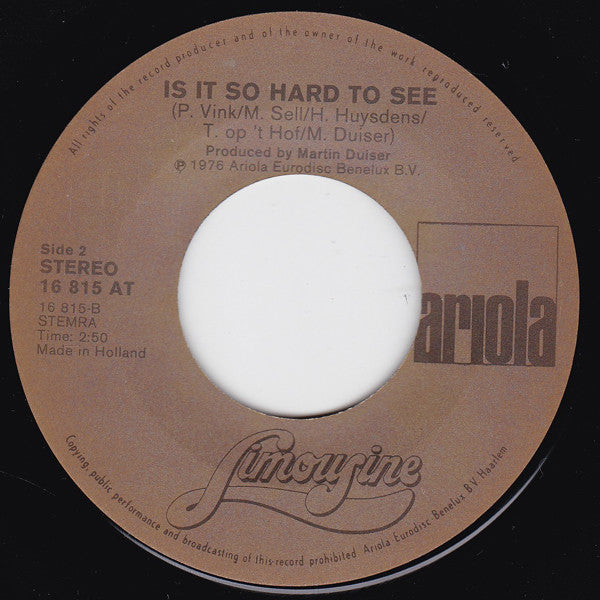 All rights of the record producer and of the owner of the work reproduced reserved
IS IT SO HARD TO SEE
(P. Vink/M. Sell/H. Huysdens/
T. op 't Hof/M. Duiser)
Produced by Martin Duiser
℗ 1976 Ariola Eurodisc Benelux B.V.
Side 2
STEREO
16 815 AT
16 815-B
STEMRA
Time: 2:50
Made in Holland
ariola
Limousine
Copying, public performance and broadcasting of this record prohibited. Ariola Eurodisc Benelux B.V. Haarlem